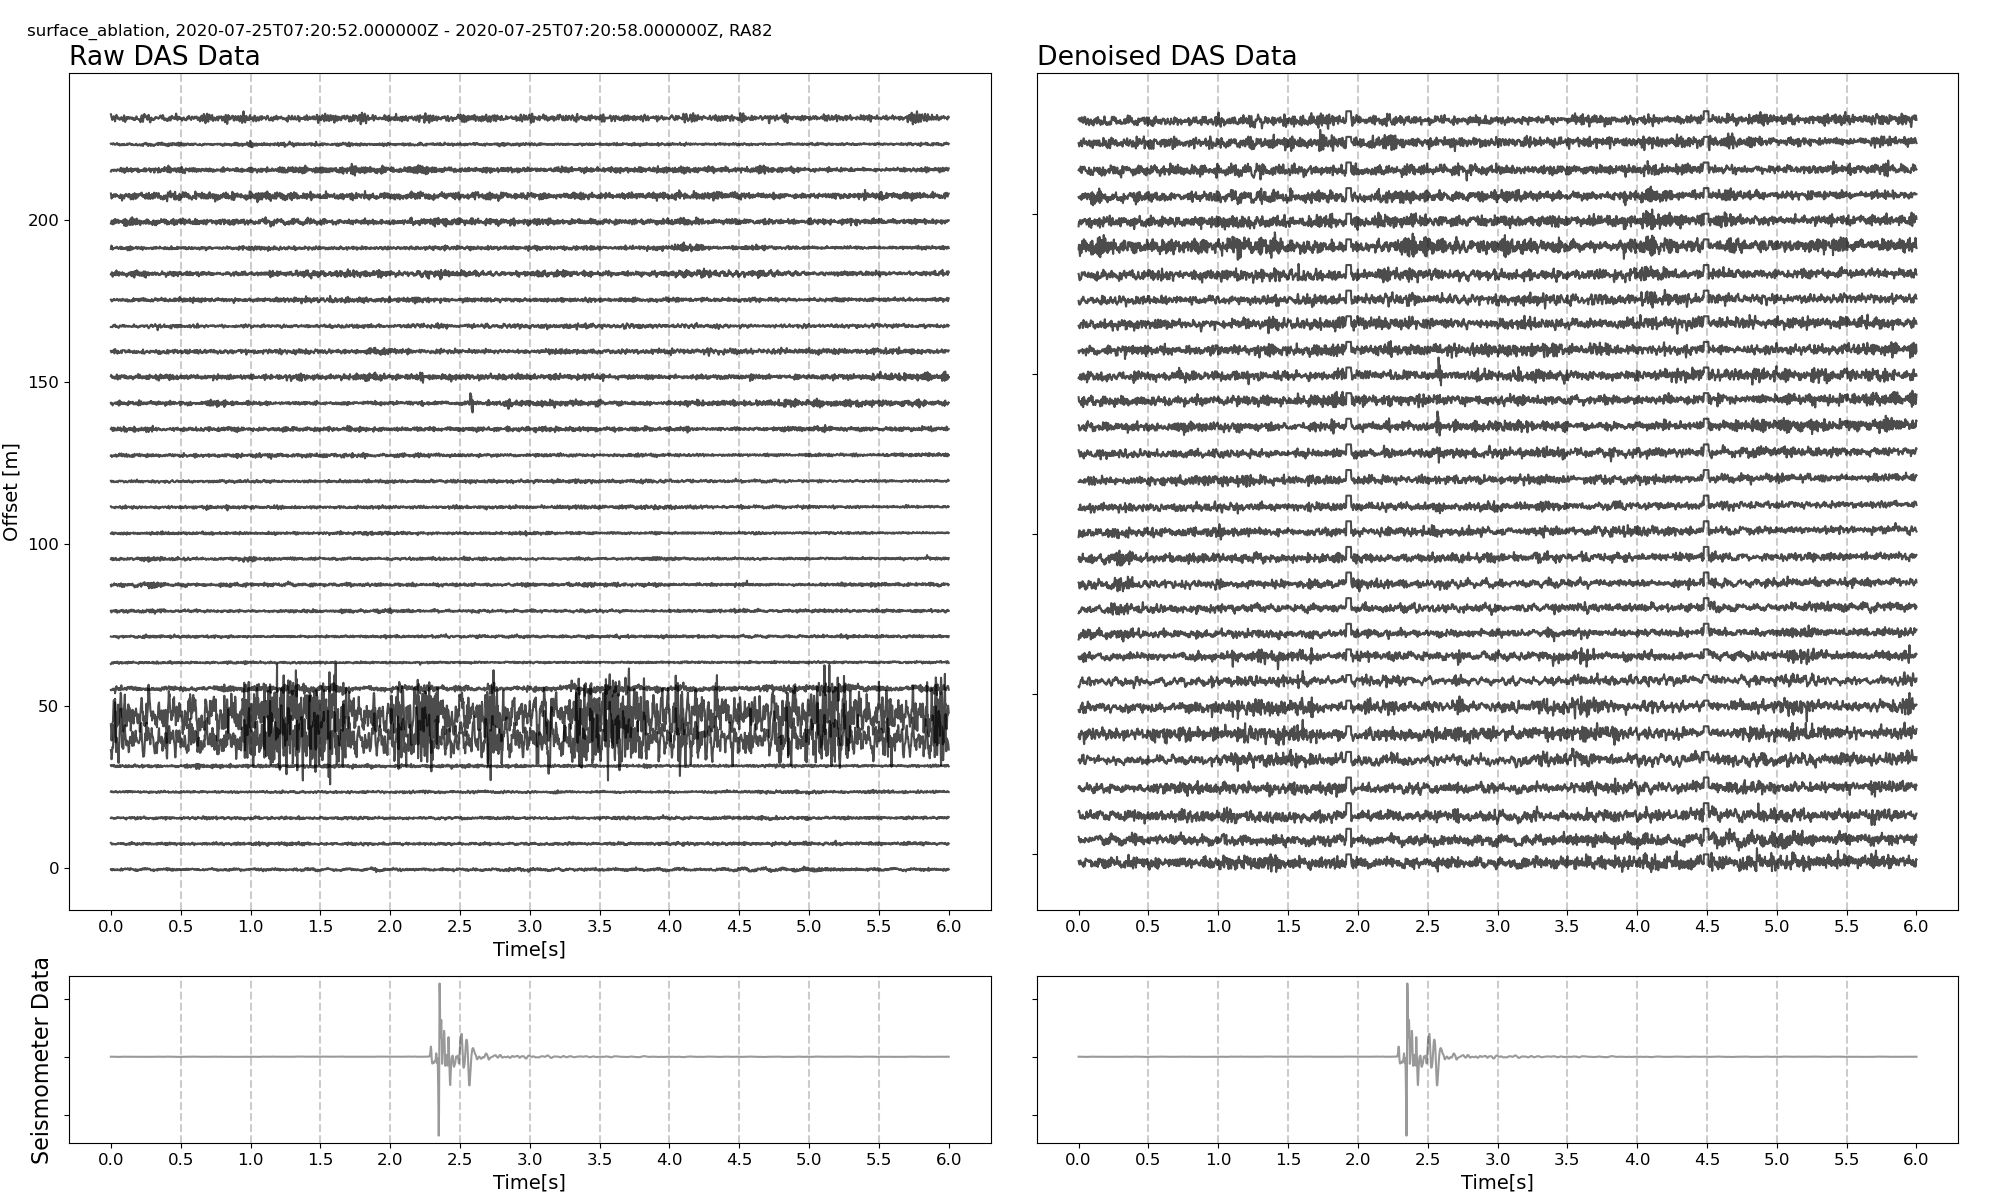 surface_ablation, 2020-07-25T07:20:52.000000Z - 2020-07-25T07:20:58.000000Z, RA82
Raw DAS Data
Denoised DAS Data
Offset [m]
200
150
100
50
0
0.0 0.5 1.0 1.5 2.0 2.5 3.0 3.5 4.0 4.5 5.0 5.5 6.0
Time[s]
0.0 0.5 1.0 1.5 2.0 2.5 3.0 3.5 4.0 4.5 5.0 5.5 6.0
Seismometer Data
0.0 0.5 1.0 1.5 2.0 2.5 3.0 3.5 4.0 4.5 5.0 5.5 6.0
Time[s]
0.0 0.5 1.0 1.5 2.0 2.5 3.0 3.5 4.0 4.5 5.0 5.5 6.0
Time[s]